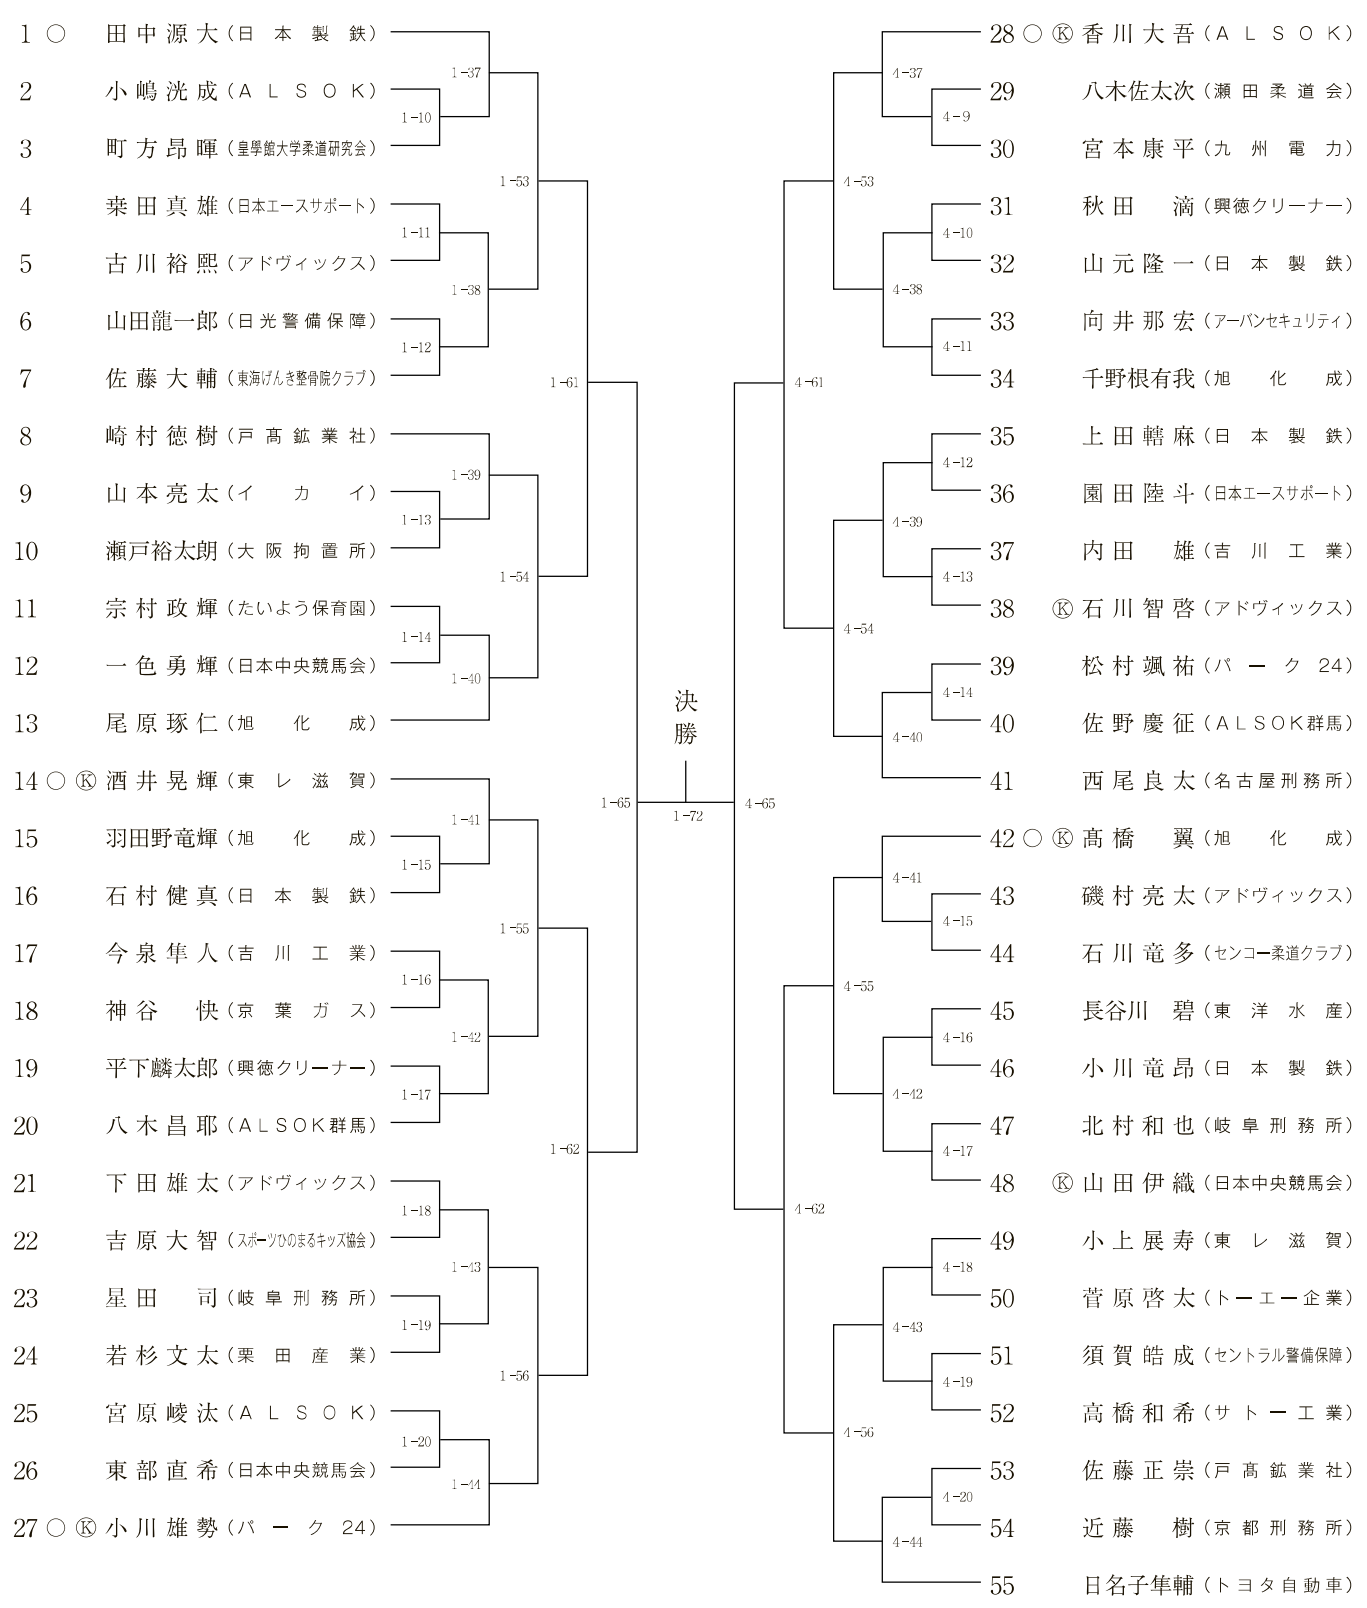 1 ○ 田中源大（日本製鉄）
2 小嶋洸成（ALSOK）
3 町方昂暉（皇學館大学柔道研究会）
4 桒田真雄（日本エースサポート）
5 古川裕熙（アドヴィックス）
6 山田龍一郎（日光警備保障）
7 佐藤大輔（東海げんき整骨院クラブ）
8 崎村徳樹（戸髙鉱業社）
9 山本亮太（イカイ）
10 瀬戸裕太朗（大阪拘置所）
11 宗村政輝（たいよう保育園）
12 一色勇輝（日本中央競馬会）
13 尾原琢仁（旭化成）
14 ○ Ⓚ 酒井晃輝（東レ滋賀）
15 羽田野竜輝（旭化成）
16 石村健真（日本製鉄）
17 今泉隼人（吉川工業）
18 神谷快（京葉ガス）
19 平下麟太郎（興徳クリーナー）
20 八木昌耶（ALSOK群馬）
21 下田雄太（アドヴィックス）
22 吉原大智（スポーツひのまるキッズ協会）
23 星田司（岐阜刑務所）
24 若杉文太（栗田産業）
25 宮原崚汰（ALSOK）
26 東部直希（日本中央競馬会）
27 ○ Ⓚ 小川雄勢（パーク24）
1-37
1-10
1-53
1-11
1-38
1-12
1-61
1-39
1-13
1-54
1-14
1-40
1-65
1-41
1-15
1-55
1-16
1-42
1-17
1-62
1-18
1-43
1-19
1-56
1-20
1-44
決勝
1-72
4-37
4-9
4-53
4-10
4-38
4-11
4-61
4-12
4-39
4-13
4-54
4-14
4-40
4-65
4-41
4-15
4-55
4-16
4-42
4-17
4-62
4-18
4-43
4-19
4-56
4-20
4-44
28 ○ Ⓚ 香川大吾（ALSOK）
29 八木佐太次（瀬田柔道会）
30 宮本康平（九州電力）
31 秋田滴（興徳クリーナー）
32 山元隆一（日本製鉄）
33 向井那宏（アーバンセキュリティ）
34 千野根有我（旭化成）
35 上田轄麻（日本製鉄）
36 園田陸斗（日本エースサポート）
37 内田雄（吉川工業）
38 Ⓚ 石川智啓（アドヴィックス）
39 松村颯祐（パーク24）
40 佐野慶征（ALSOK群馬）
41 西尾良太（名古屋刑務所）
42 ○ Ⓚ 髙橋翼（旭化成）
43 磯村亮太（アドヴィックス）
44 石川竜多（センコー柔道クラブ）
45 長谷川碧（東洋水産）
46 小川竜昂（日本製鉄）
47 北村和也（岐阜刑務所）
48 Ⓚ 山田伊織（日本中央競馬会）
49 小上展寿（東レ滋賀）
50 菅原啓太（トーエー企業）
51 須賀皓成（セントラル警備保障）
52 高橋和希（サトー工業）
53 佐藤正崇（戸髙鉱業社）
54 近藤樹（京都刑務所）
55 日名子隼輔（トヨタ自動車）